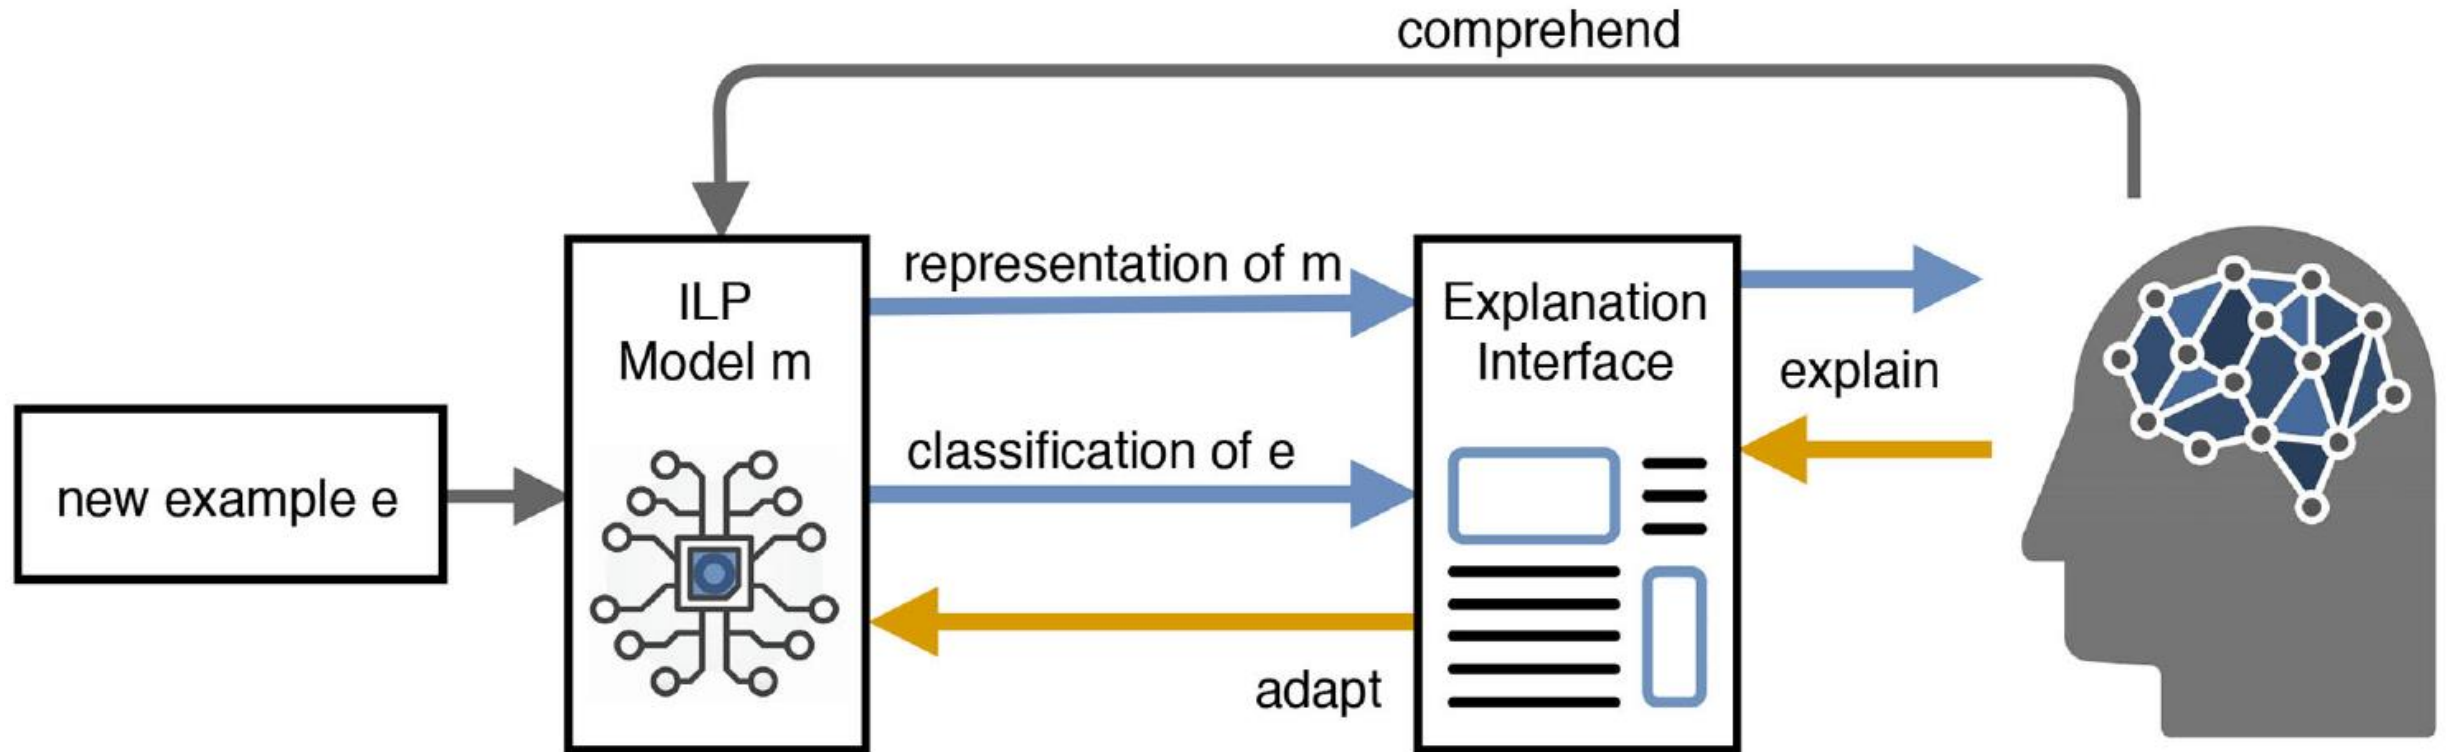 comprehend
representation of m
ILP
Model m
Explanation
Interface
explain
classification of e
new example e
adapt